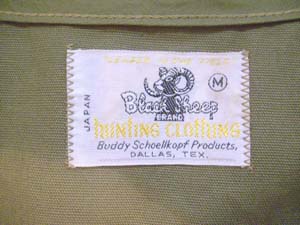 M
Black Sheep
BRAND
JAPAN
HUNTING CLOTHING
Buddy Schoellkopf Products,
DALLAS, TEX.